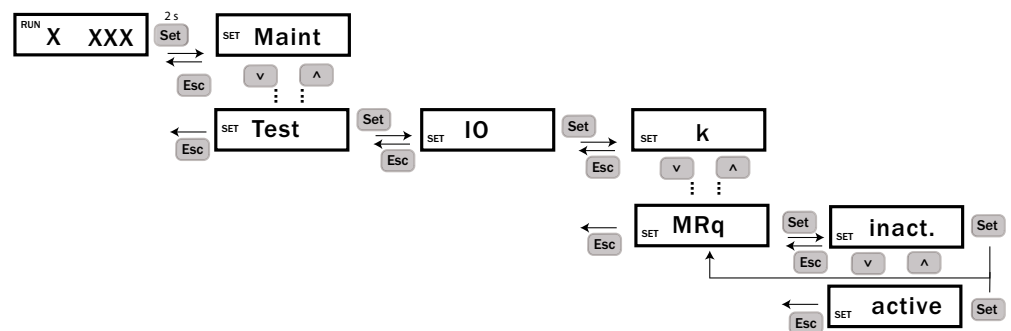 2 s
RUN X XXX Set SET Maint
Esc
v ^
SET Test Set SET IO Set SET k
Esc Esc Esc
v ^
SET MRq Set SET inact. Set
Esc Esc v ^
SET active Set
Esc